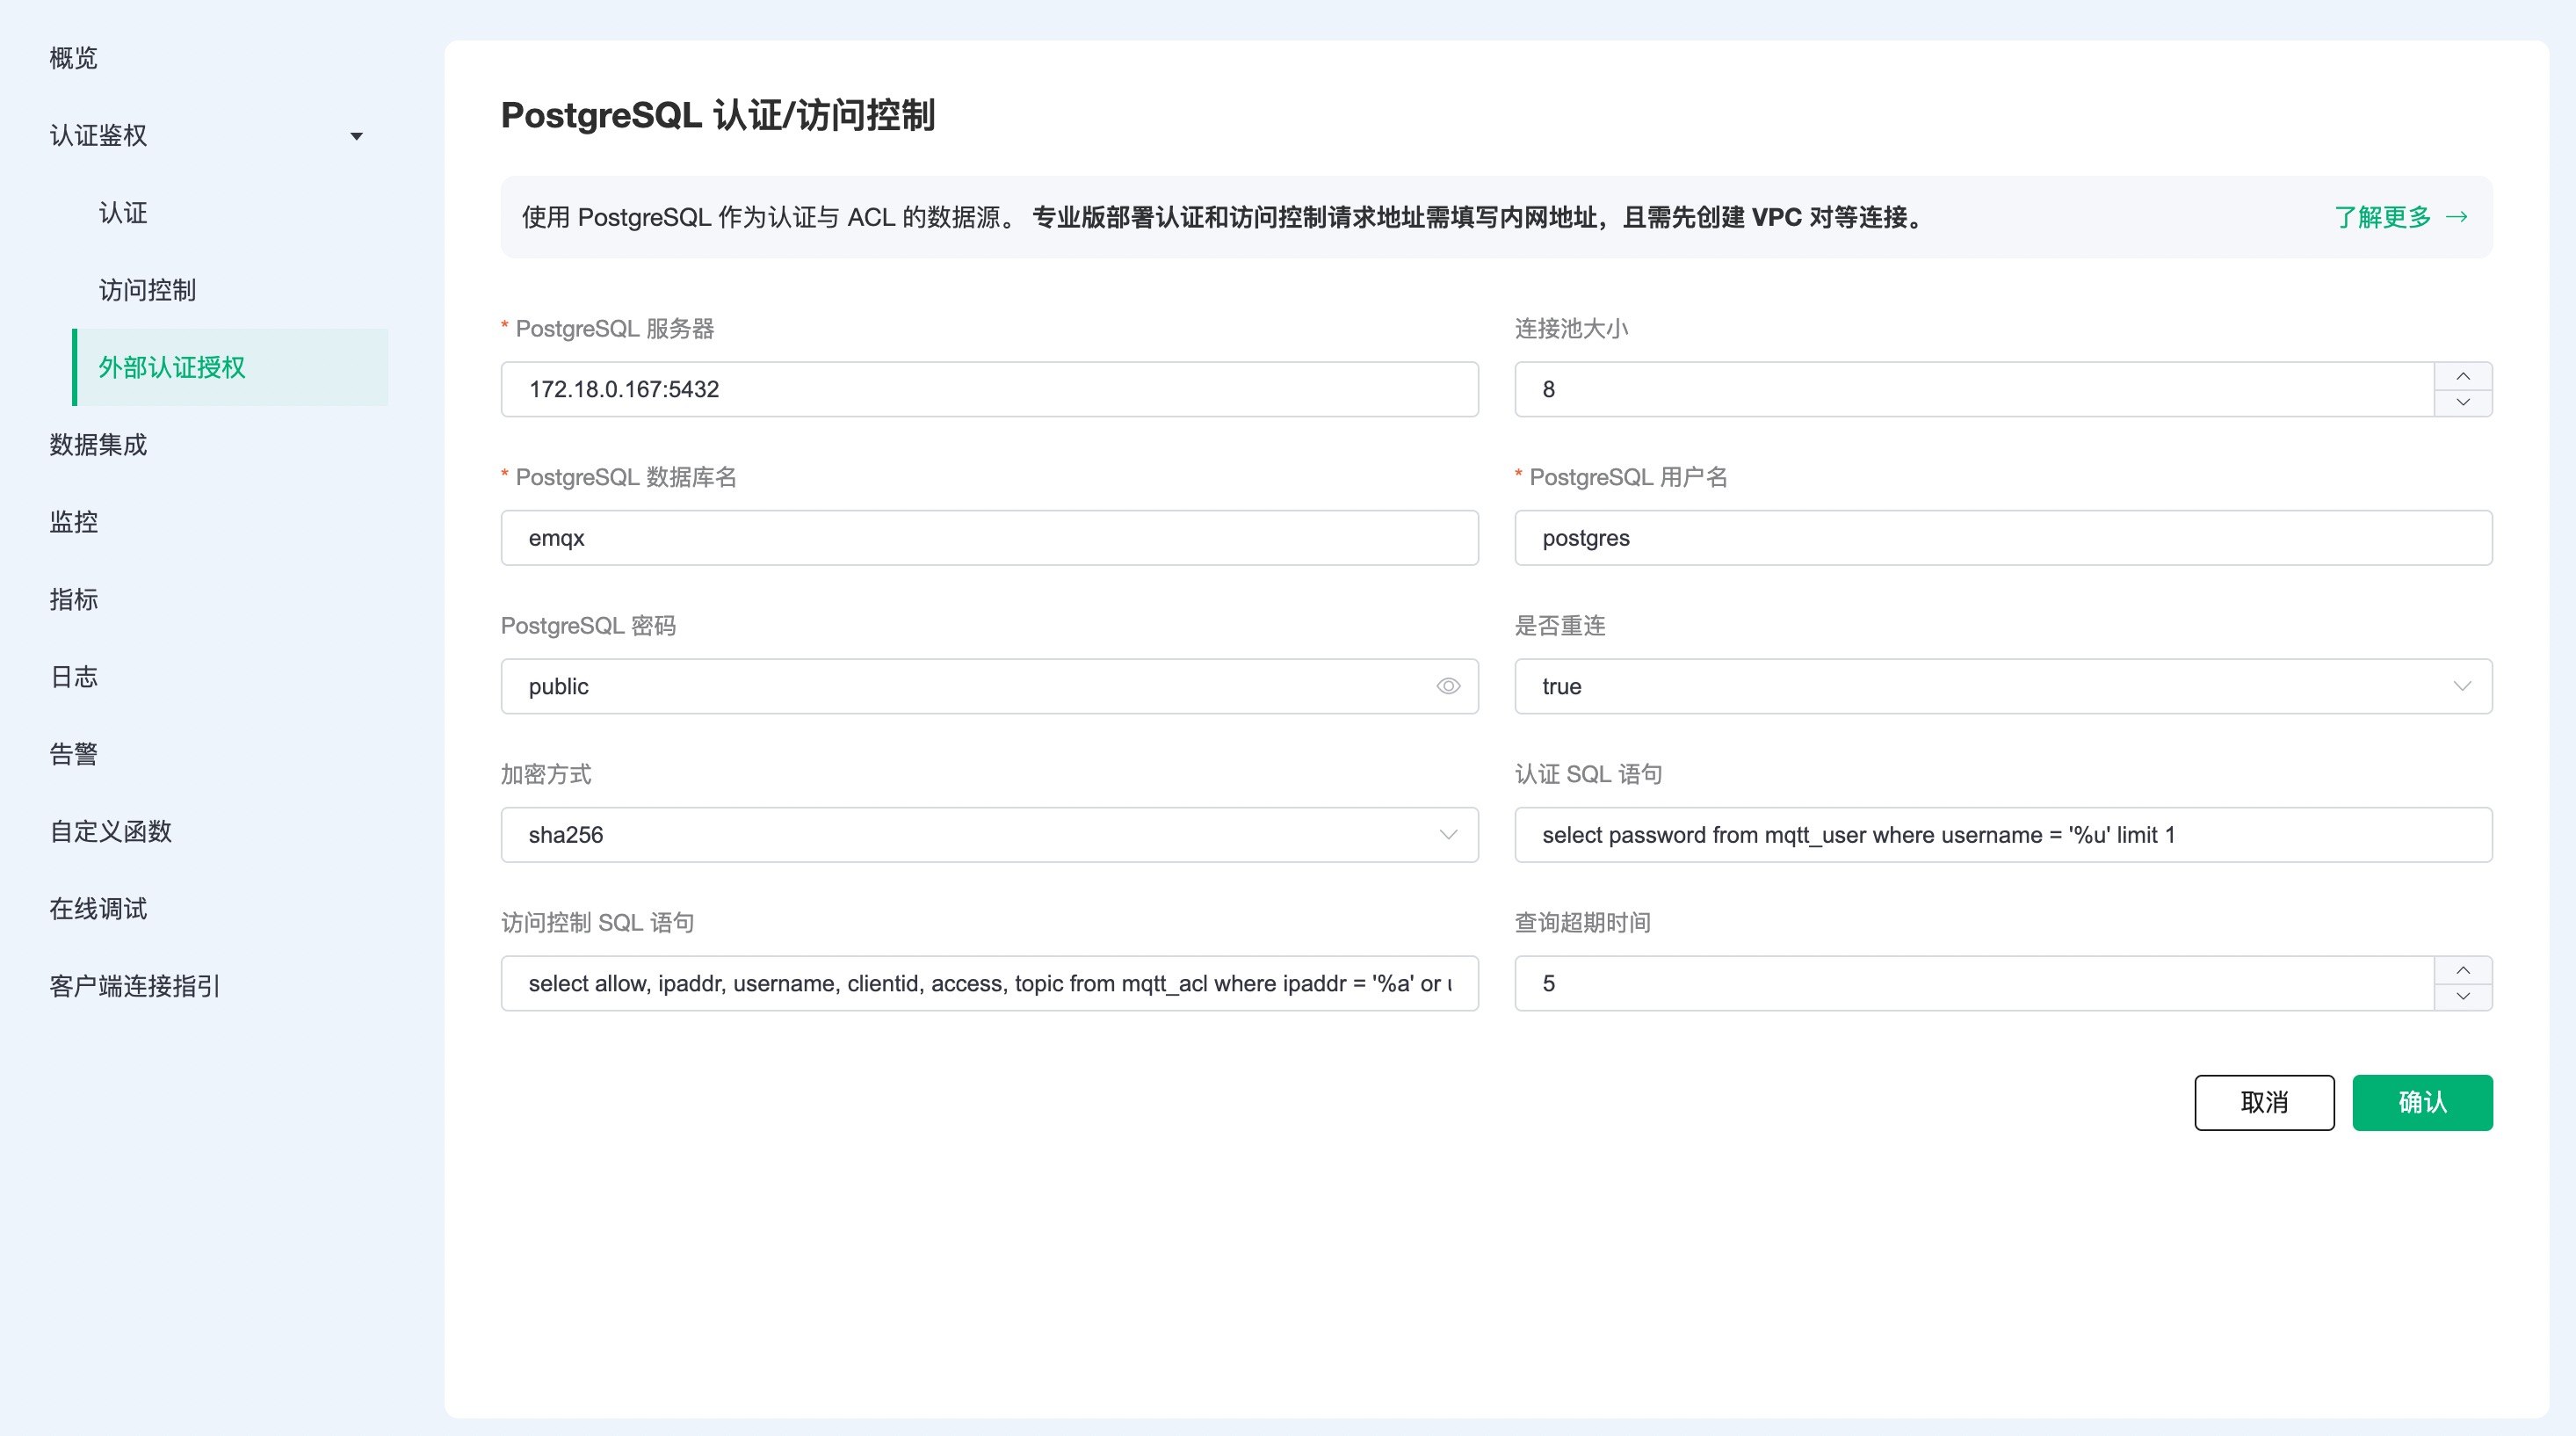 概览
认证鉴权
认证
访问控制
外部认证授权
数据集成
监控
指标
日志
告警
自定义函数
在线调试
客户端连接指引
PostgreSQL 认证/访问控制
使用 PostgreSQL 作为认证与 ACL 的数据源。 专业版部署认证和访问控制请求地址需填写内网地址，且需先创建 VPC 对等连接。 了解更多 →
* PostgreSQL 服务器
172.18.0.167:5432
连接池大小
8
* PostgreSQL 数据库名
emqx
* PostgreSQL 用户名
postgres
PostgreSQL 密码
public
是否重连
true
加密方式
sha256
认证 SQL 语句
select password from mqtt_user where username = '%u' limit 1
访问控制 SQL 语句
select allow, ipaddr, username, clientid, access, topic from mqtt_acl where ipaddr = '%a' or
查询超期时间
5
取消
确认